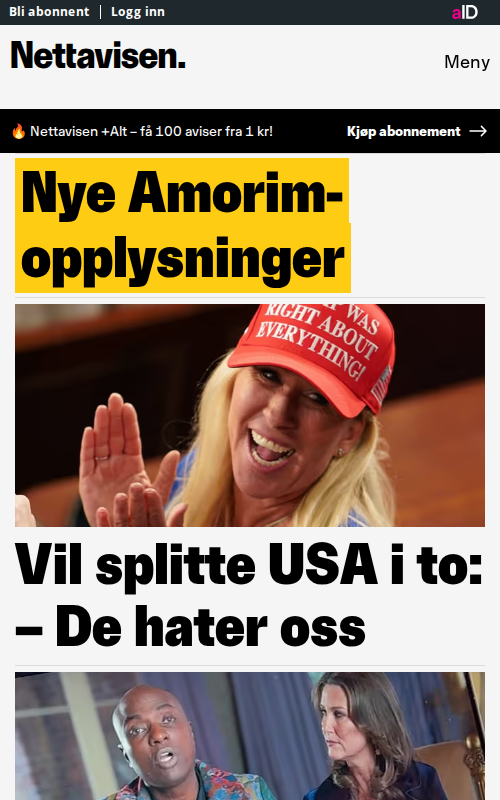 Bli abonnent | Logg inn
aID
Nettavisen.
Meny
🔥 Nettavisen +Alt – få 100 aviser fra 1 kr!
Kjøp abonnement →
Nye Amorim-
opplysninger
WAS
RIGHT ABOUT
EVERYTHING!
Vil splitte USA i to:
– De hater oss